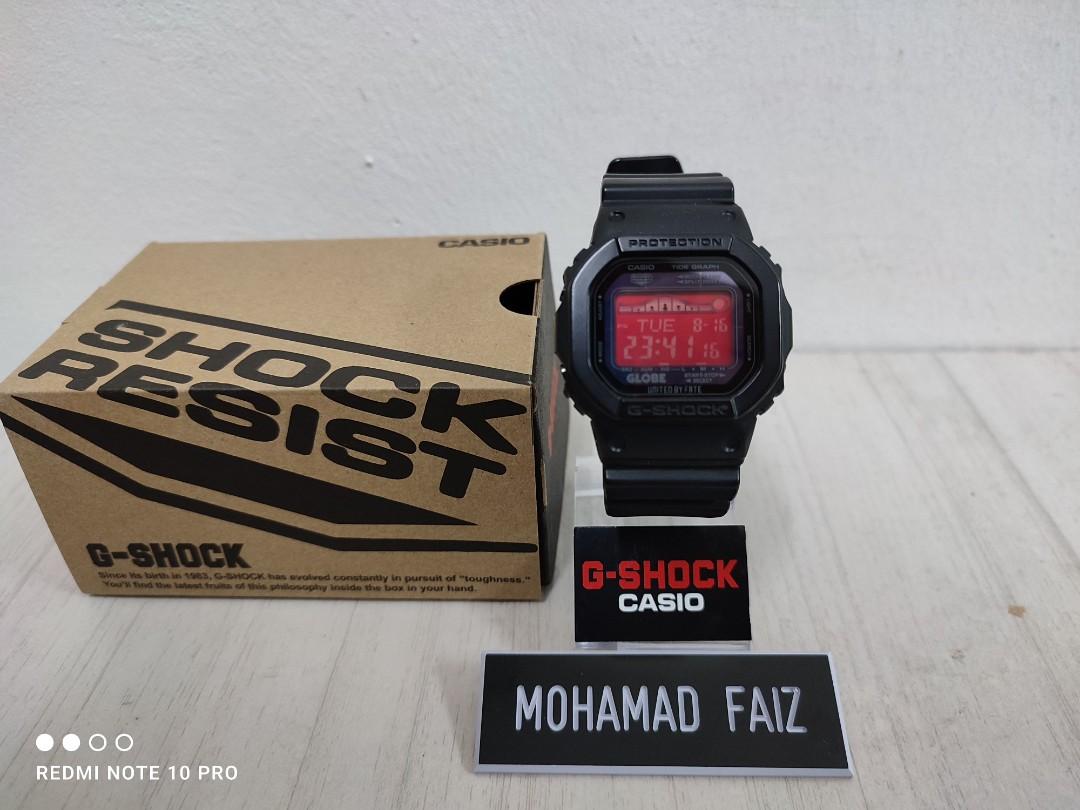 CASIO
SHOCK
RESIST
G-SHOCK
Since its birth in 1983, G-SHOCK has evolved constantly in pursuit of "toughness."
You'll find the latest fruits of this philosophy inside the box in your hand.
PROTECTION
CASIO TIDE GRAPH
TUE 8-16
23:41 16
GLOBE
UNITED BY FATE
G-SHOCK
G-SHOCK
CASIO
MOHAMAD FAIZ
REDMI NOTE 10 PRO